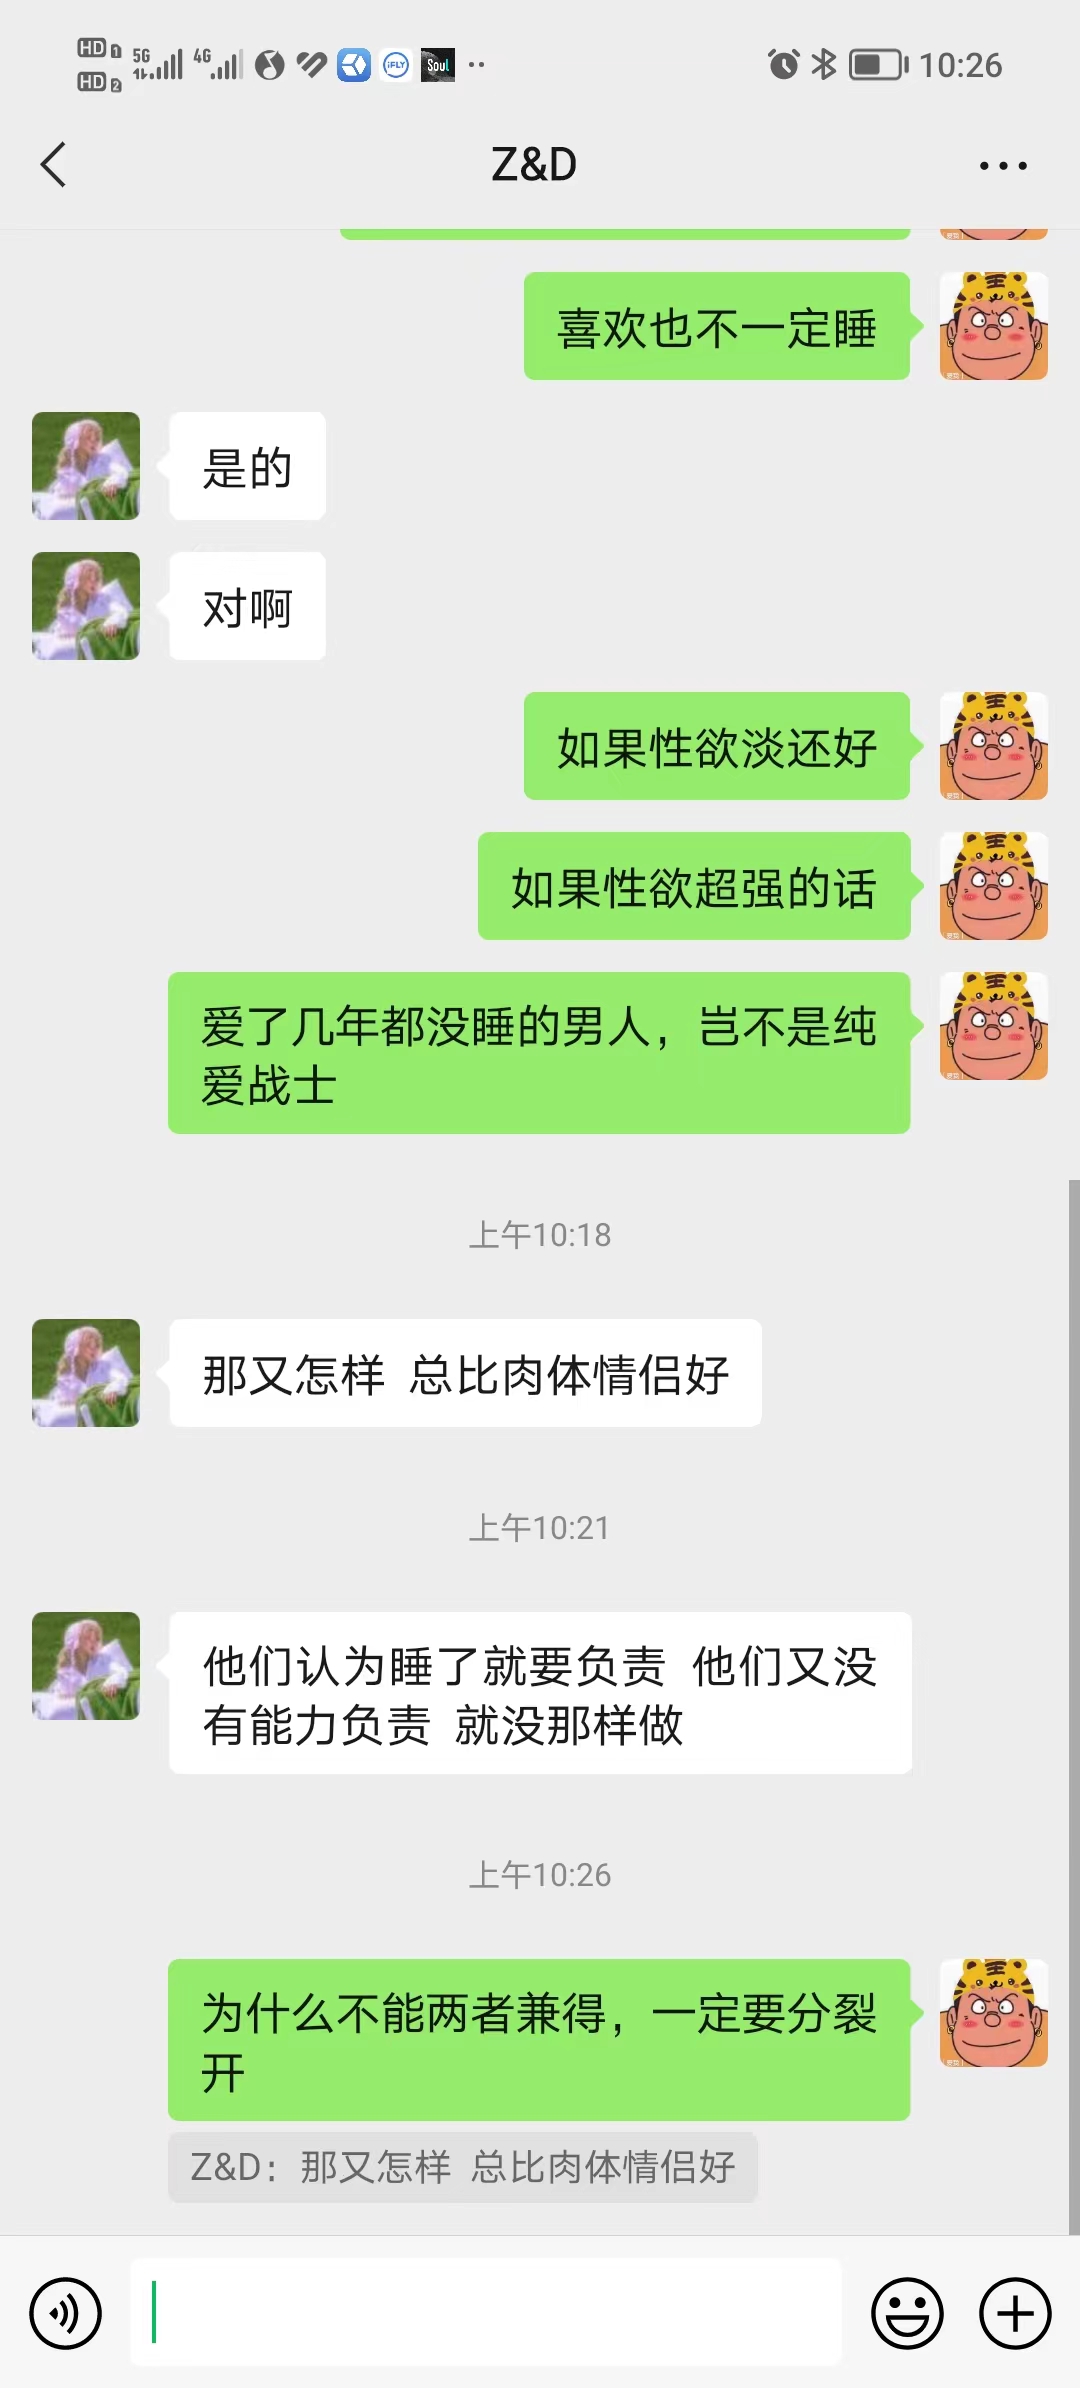 HD 1 5G 4G iFLY Soul 10:26
HD 2
Z&D
喜欢也不一定睡
是的
对啊
如果性欲淡还好
如果性欲超强的话
爱了几年都没睡的男人，岂不是纯
爱战士
上午10:18
那又怎样 总比肉体情侣好
上午10:21
他们认为睡了就要负责 他们又没
有能力负责 就没那样做
上午10:26
为什么不能两者兼得，一定要分裂
开
Z&D：那又怎样 总比肉体情侣好